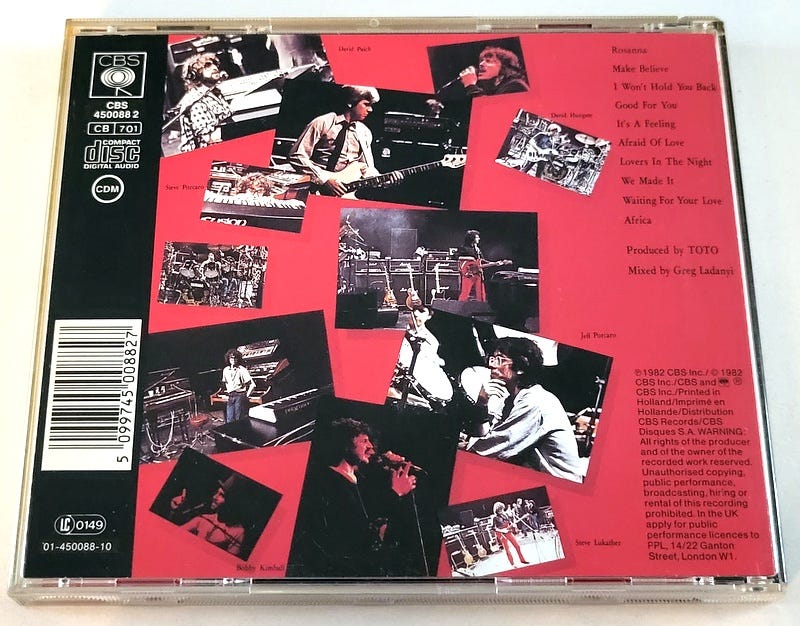 CBS
CBS
450088 2
CB 701
COMPACT
disc
DIGITAL AUDIO
CDM
5 099745 008827
LC 0149
01-450088-10
David Paich
David Hungate
Steve Porcaro
Jeff Porcaro
Bobby Kimball
Steve Lukather
Rosanna
Make Believe
I Won't Hold You Back
Good For You
It's A Feeling
Afraid Of Love
Lovers In The Night
We Made It
Waiting For Your Love
Africa
Produced by TOTO
Mixed by Greg Ladanyi
℗ 1982 CBS Inc./© 1982
CBS Inc./CBS and ®
CBS Inc./Printed in
Holland/Imprimé en
Hollande/Distribution
CBS Records/CBS
Disques S.A. WARNING:
All rights of the producer
and of the owner of the
recorded work reserved.
Unauthorised copying,
public performance,
broadcasting, hiring or
rental of this recording
prohibited. In the UK
apply for public
performance licences to
PPL, 14/22 Ganton
Street, London W1.